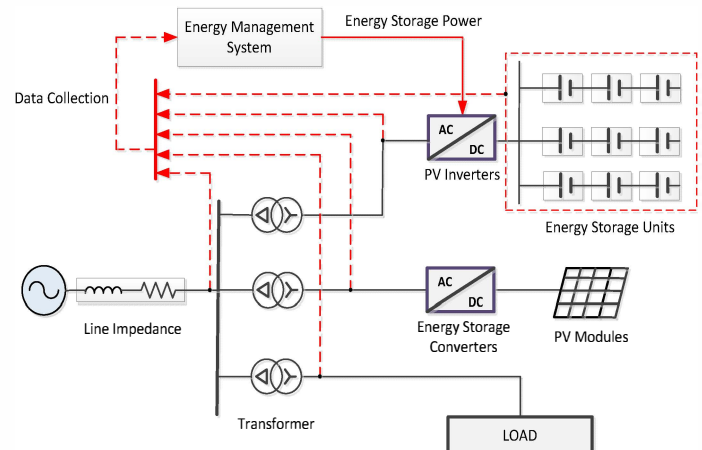 Energy Management
System
Energy Storage Power
Data Collection
AC
DC
PV Inverters
Energy Storage Units
Line Impedance
AC
DC
Energy Storage
Converters
PV Modules
Transformer
LOAD